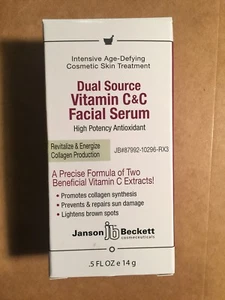 Intensive Age-Defying
Cosmetic Skin Treatment
Dual Source
Vitamin C&C
Facial Serum
High Potency Antioxidant
Revitalize & Energize
Collagen Production
JB#87992-10296-RX3
A Precise Formula of Two
Beneficial Vitamin C Extracts!
• Promotes collagen synthesis
• Prevents & repairs sun damage
• Lightens brown spots
Janson jb Beckett
cosmeceuticals
.5 FL OZ e 14 g